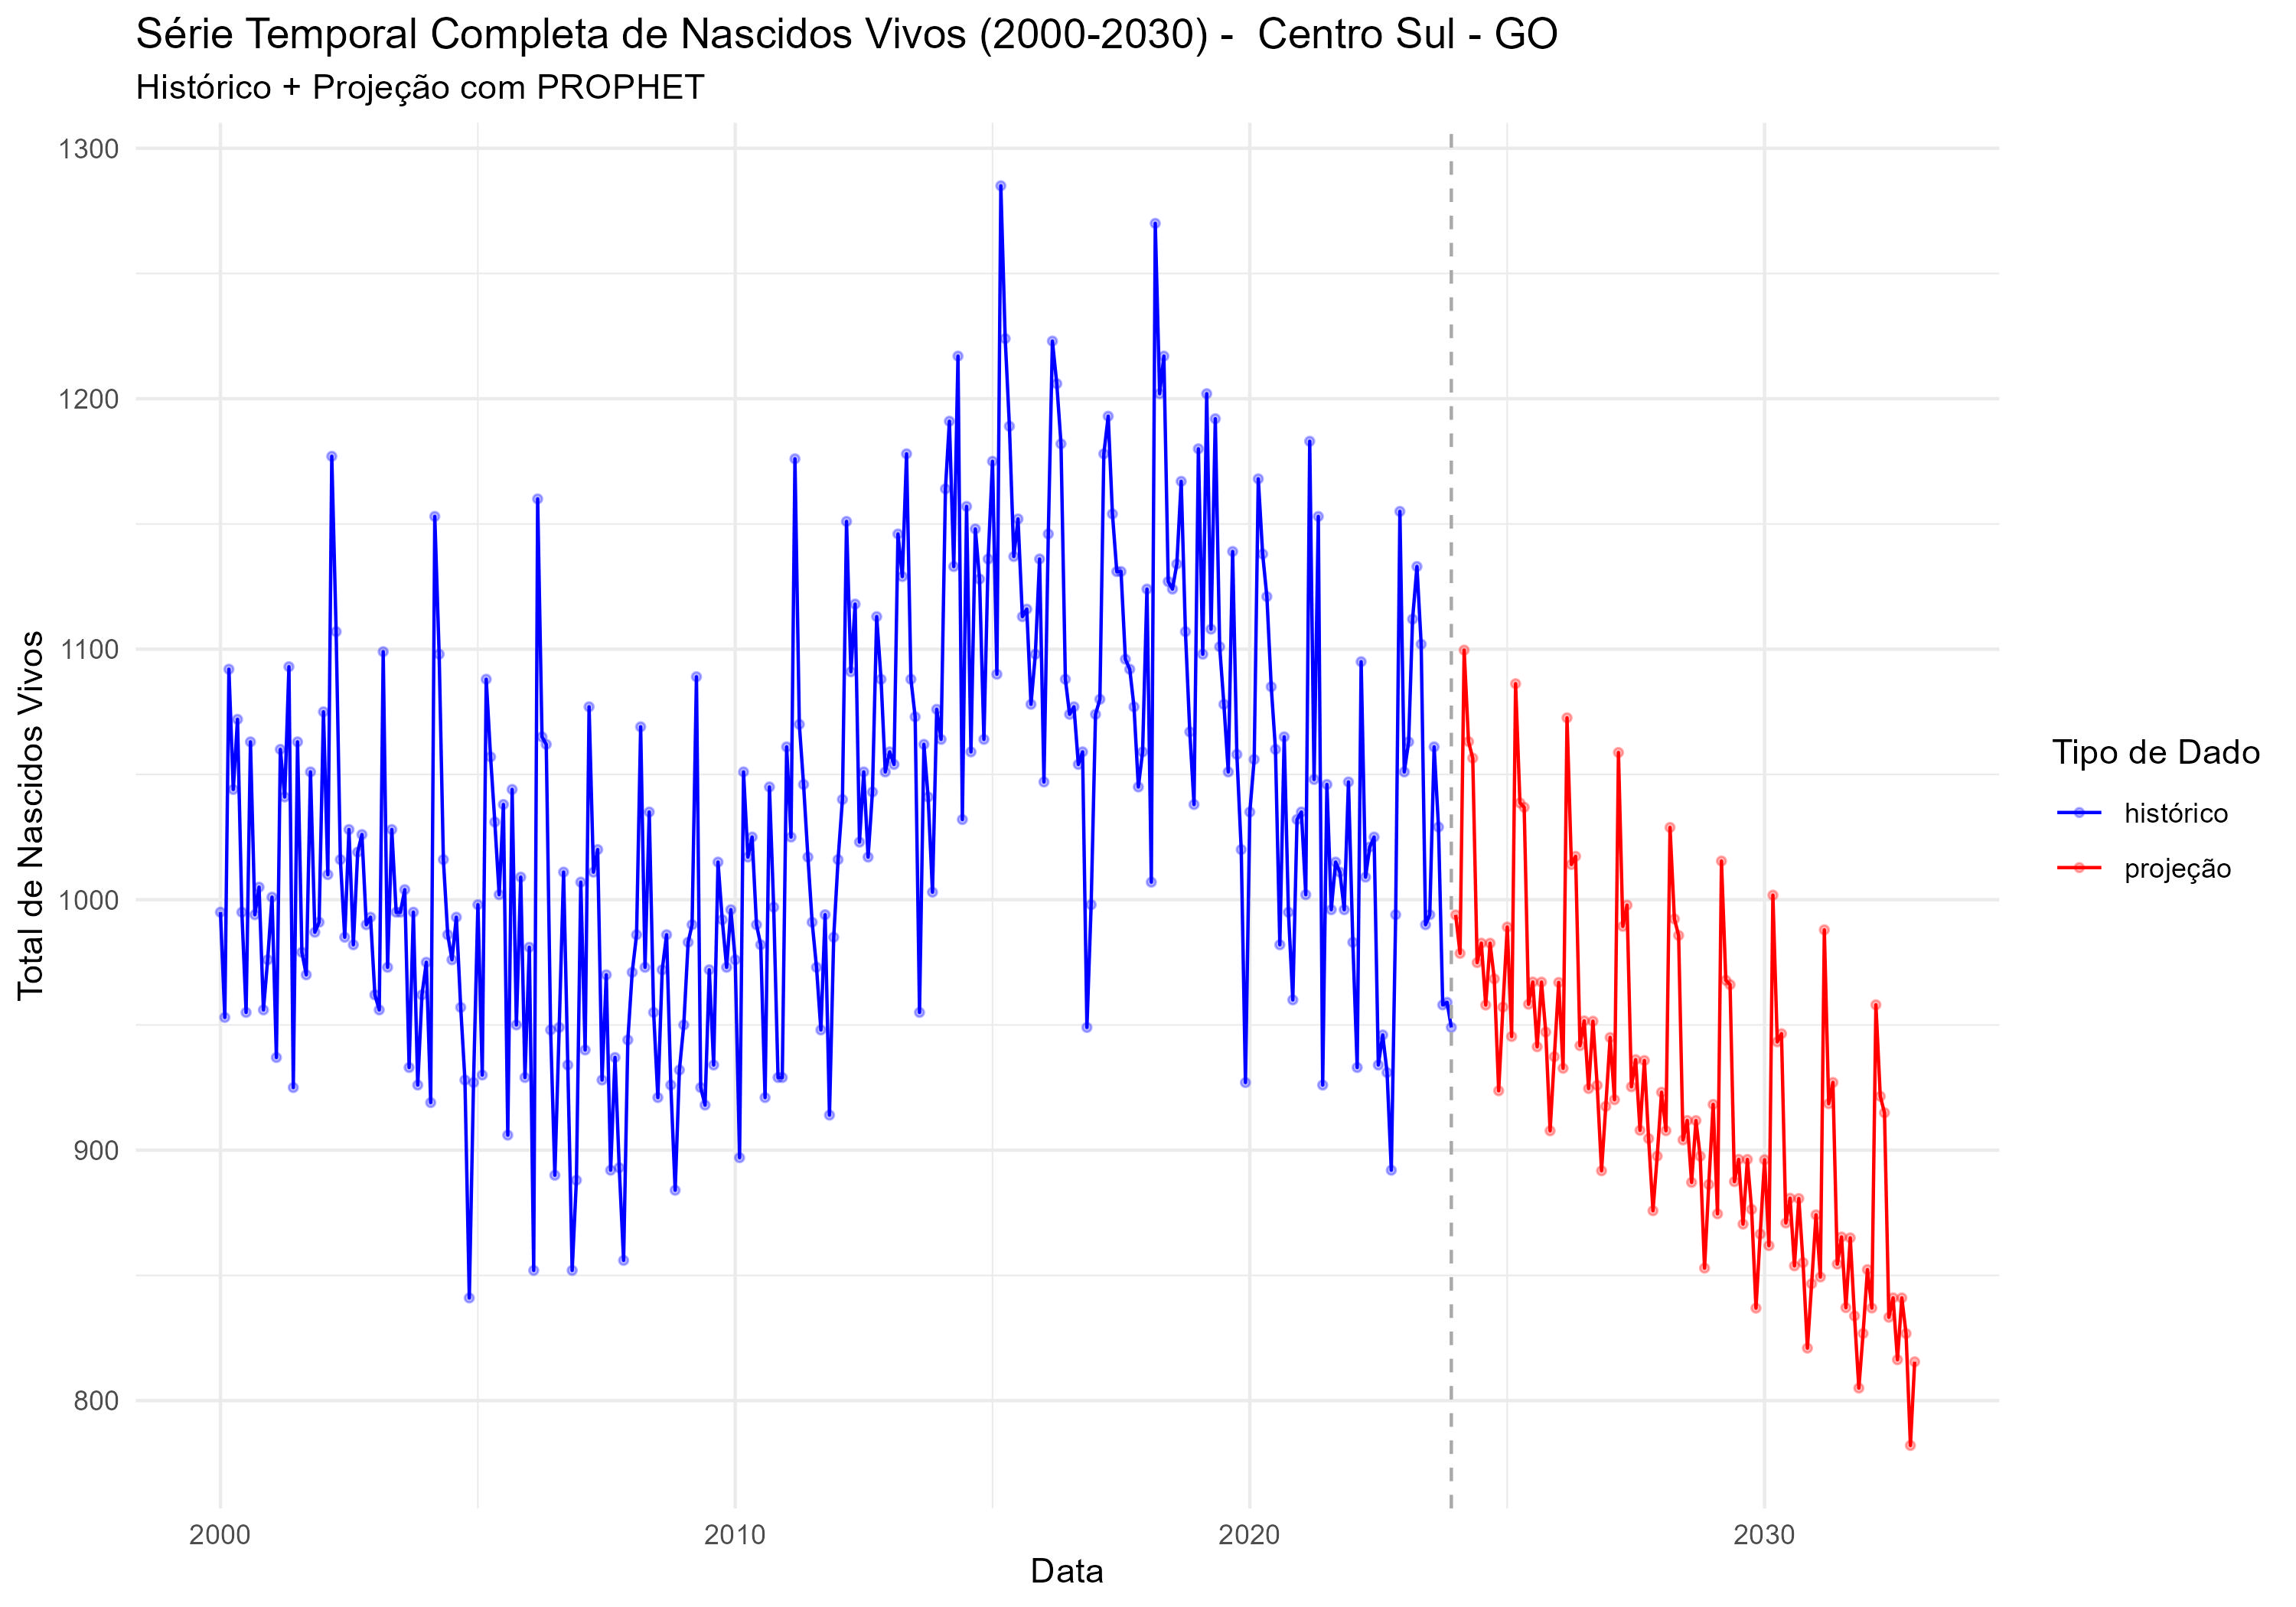 Série Temporal Completa de Nascidos Vivos (2000-2030) -  Centro Sul - GO
Histórico + Projeção com PROPHET
1300
1200
1100
1000
900
800
Total de Nascidos Vivos
2000
2010
2020
2030
Data
Tipo de Dado
histórico
projeção